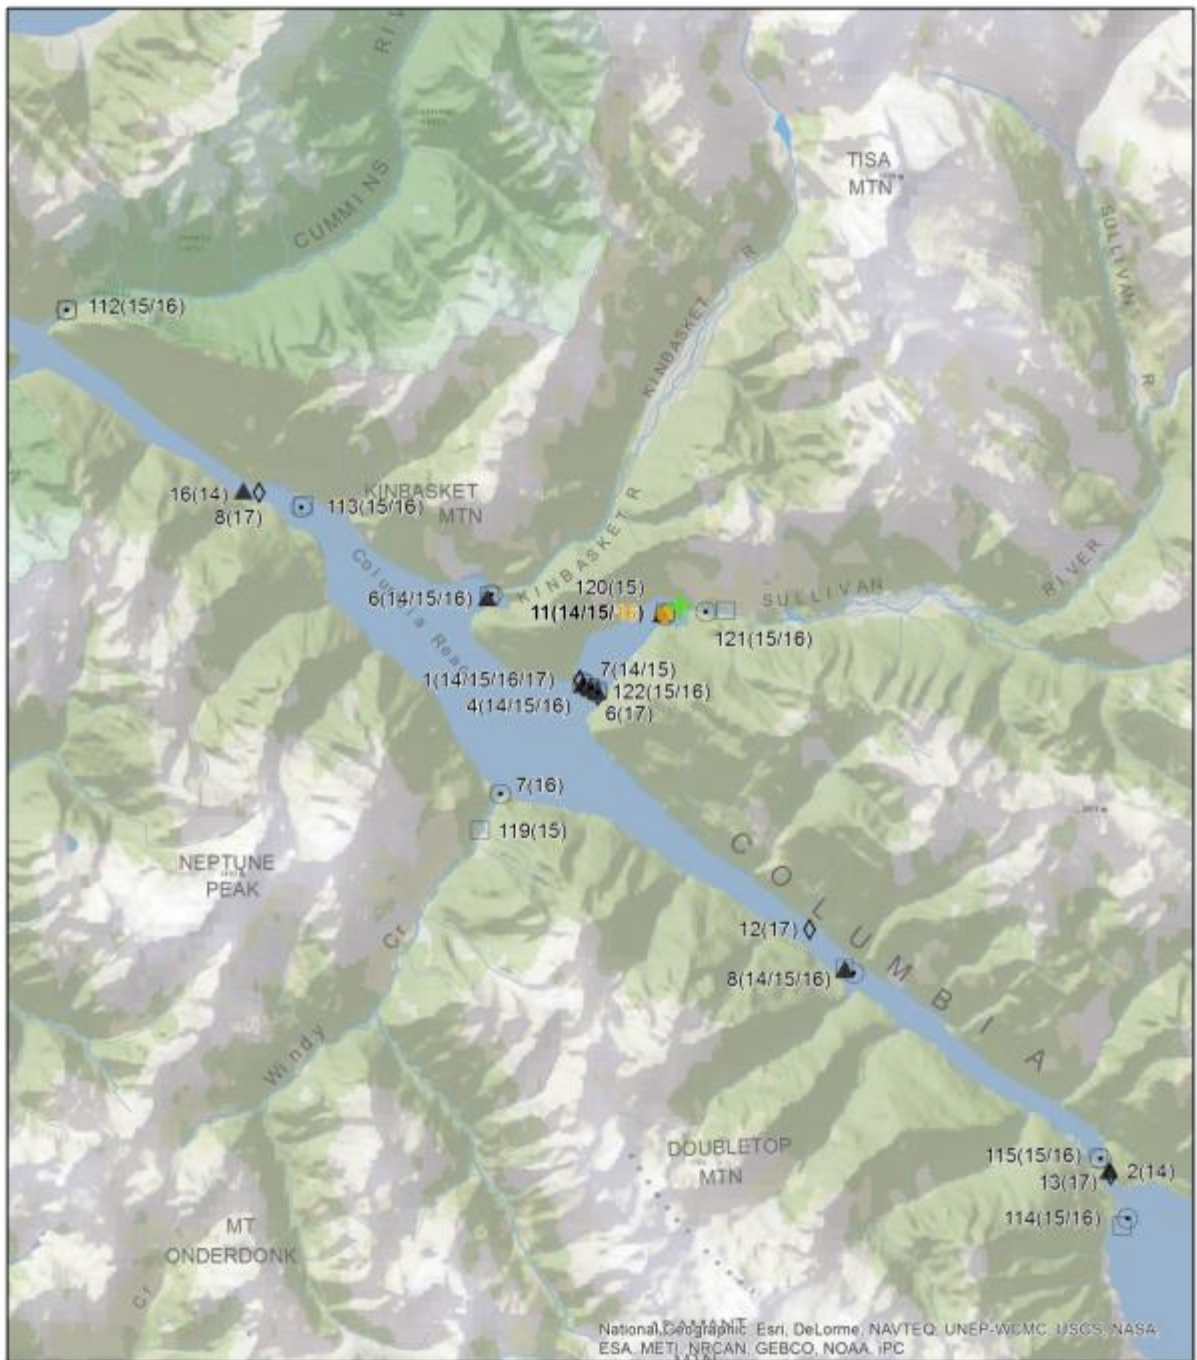 RIV
TISA
MTN
CUMMINS
SULLIVAN
R
R
KINBASKET
112(15/16)
16(14)
8(17)
113(15/16)
KINBASKET
MTN
KINBASKET R
Columbia Reac
6(14/15/16)
120(15)
11(14/15/16)
SULLIVAN
RIVER
121(15/16)
1(14/15/16/17)
7(14/15)
4(14/15/16)
122(15/16)
6(17)
7(16)
119(15)
NEPTUNE
PEAK
COLUMBIA
Windy Cr
12(17)
8(14/15/16)
DOUBLETOP
MTN
115(15/16)
2(14)
13(17)
114(15/16)
MT
ONDERDONK
Cr
ADAMANT
MTN
National Geographic, Esri, DeLorme, NAVTEQ, UNEP-WCMC, USGS, NASA,
ESA, METI, NRCAN, GEBCO, NOAA, iPC